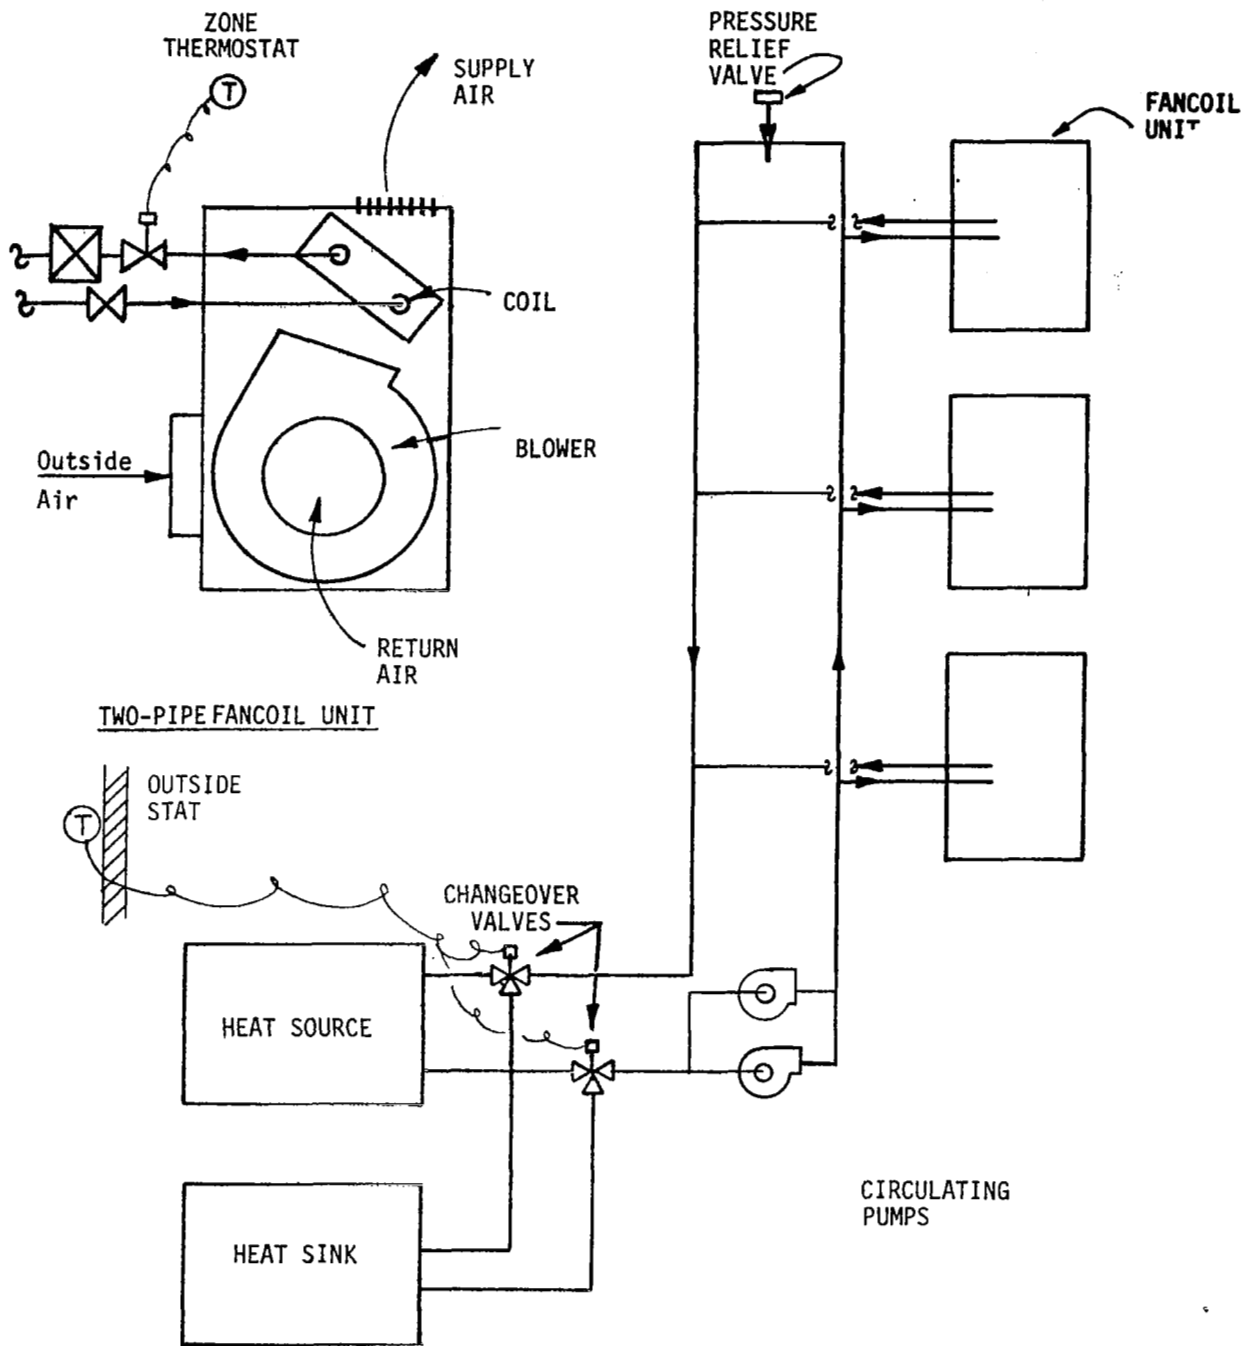 ZONE
THERMOSTAT
T
SUPPLY
AIR
PRESSURE
RELIEF
VALVE
FANCOIL
UNIT
COIL
BLOWER
Outside
Air
RETURN
AIR
TWO-PIPE FANCOIL UNIT
OUTSIDE
STAT
T
CHANGEOVER
VALVES
HEAT SOURCE
HEAT SINK
CIRCULATING
PUMPS